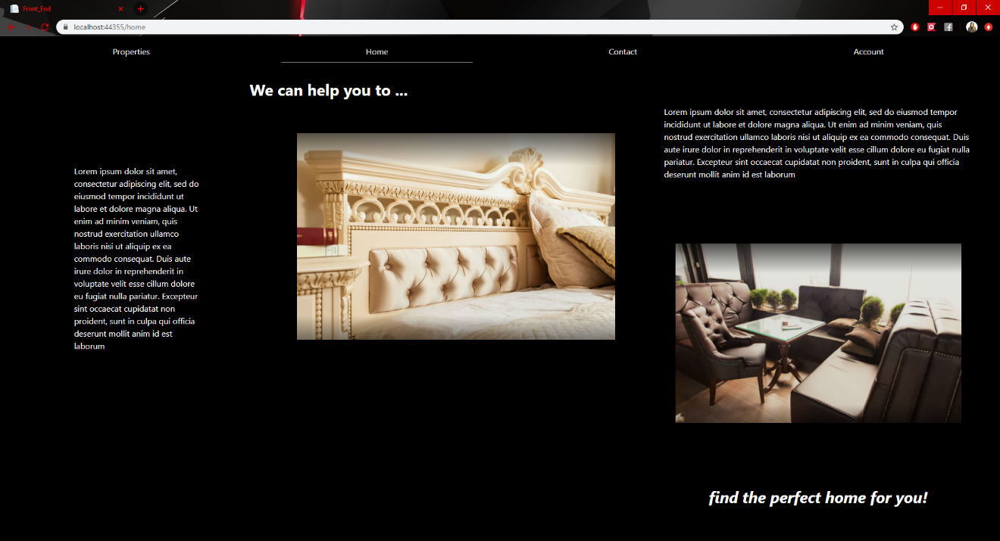 Front_End
localhost:44355/home
Properties
Home
Contact
Account
We can help you to ...
Lorem ipsum dolor sit amet,
consectetur adipiscing elit, sed do
eiusmod tempor incididunt ut
labore et dolore magna aliqua. Ut
enim ad minim veniam, quis
nostrud exercitation ullamco
laboris nisi ut aliquip ex ea
commodo consequat. Duis aute
irure dolor in reprehenderit in
voluptate velit esse cillum dolore
eu fugiat nulla pariatur. Excepteur
sint occaecat cupidatat non
proident, sunt in culpa qui officia
deserunt mollit anim id est
laborum
Lorem ipsum dolor sit amet, consectetur adipiscing elit, sed do eiusmod tempor
incididunt ut labore et dolore magna aliqua. Ut enim ad minim veniam, quis
nostrud exercitation ullamco laboris nisi ut aliquip ex ea commodo consequat. Duis
aute irure dolor in reprehenderit in voluptate velit esse cillum dolore eu fugiat nulla
pariatur. Excepteur sint occaecat cupidatat non proident, sunt in culpa qui officia
deserunt mollit anim id est laborum
find the perfect home for you!